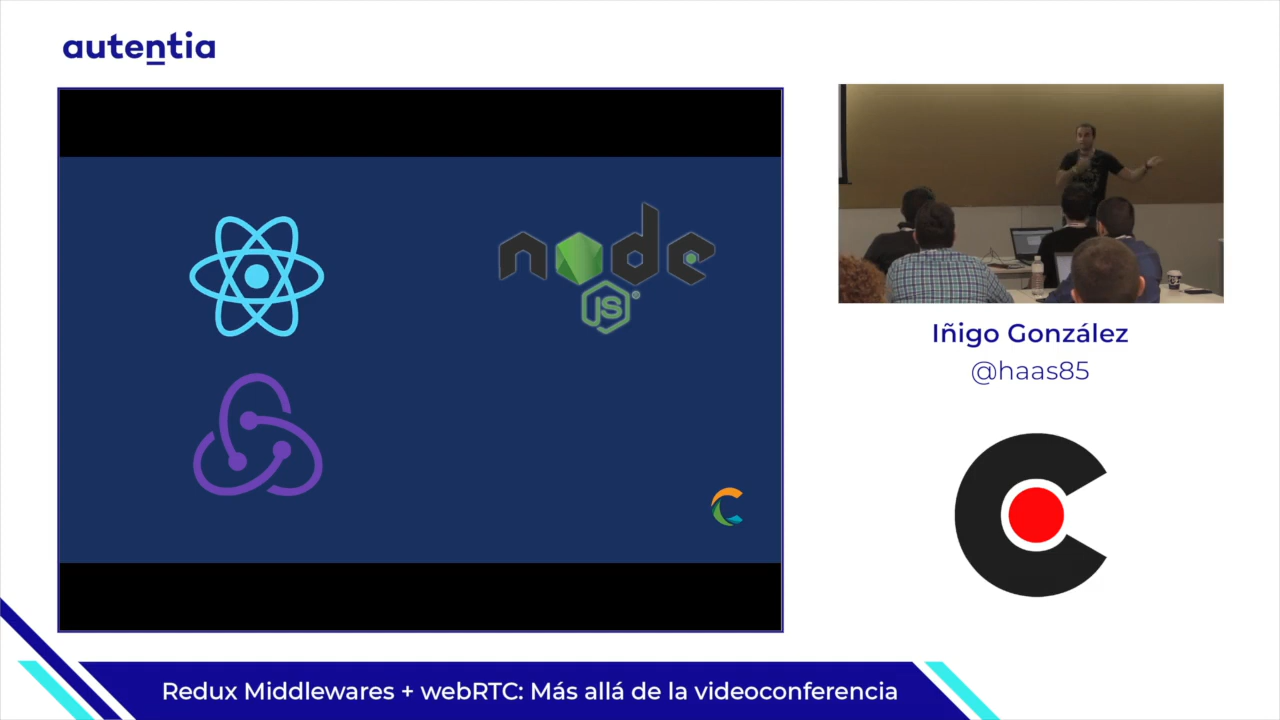 autentia
node
JS
®
Iñigo González
@haas85
Redux Middlewares + webRTC: Más allá de la videoconferencia